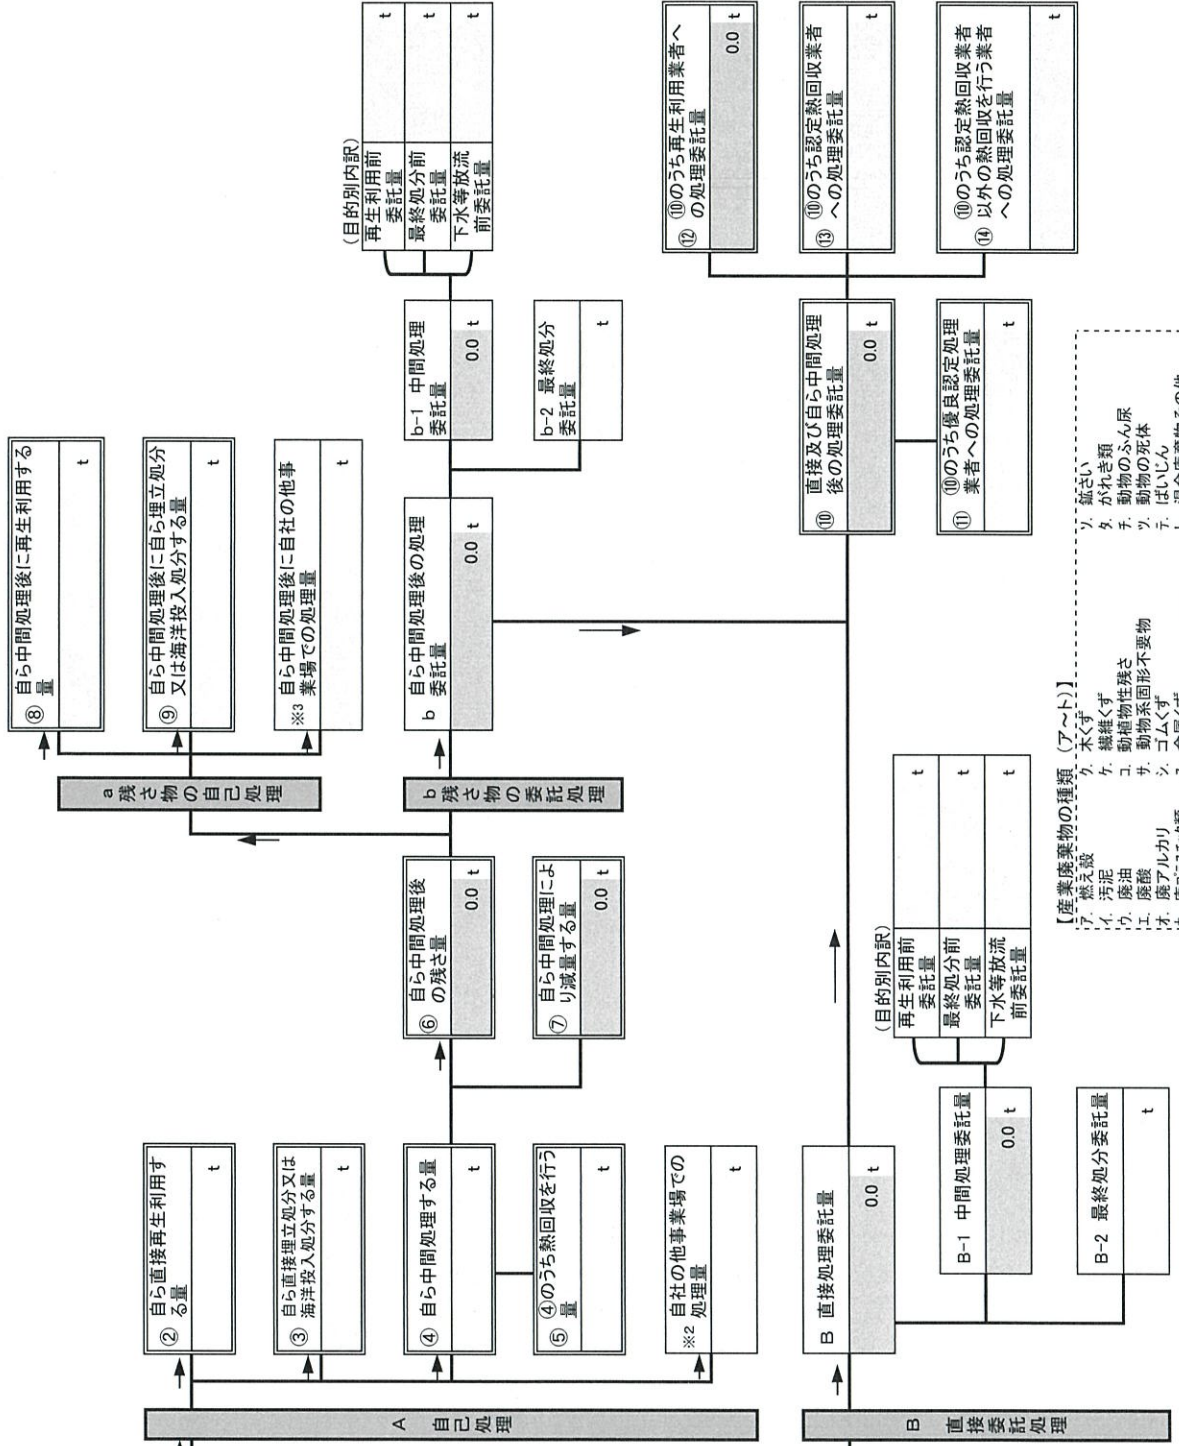 A 自己処理
② 自ら直接再生利用す
る量
t
③ 自ら直接埋立処分又は
海洋投入処分する量
t
④ 自ら中間処理する量
t
⑤ ④のうち熱回収を行う
量
t
※2 自社の他事業場での
処理量
t
⑥ 自ら中間処理後
の残さ量
0.0 t
⑦ 自ら中間処理によ
り減量する量
0.0 t
a 残さ物の自己処理
⑧ 自ら中間処理後に再生利用する
量
t
⑨ 自ら中間処理後に自ら埋立処分
又は海洋投入処分する量
t
※3 自ら中間処理後に自社の他事
業場での処理量
t
b 残さ物の委託処理
b 自ら中間処理後の処理
委託量
0.0 t
b-1 中間処理
委託量
0.0 t
b-2 最終処分
委託量
t
(目的別内訳)
再生利用前
委託量
t
最終処分前
委託量
t
下水等放流
前委託量
t
B 直接委託処理
B 直接処理委託量
0.0 t
B-1 中間処理委託量
0.0 t
B-2 最終処分委託量
t
(目的別内訳)
再生利用前
委託量
t
最終処分前
委託量
t
下水等放流
前委託量
t
⑩ 直接及び自ら中間処理
後の処理委託量
0.0 t
⑪ ⑩のうち優良認定処理
業者への処理委託量
t
⑫ ⑩のうち再生利用業者へ
の処理委託量
0.0 t
⑬ ⑩のうち認定熱回収業者
への処理委託量
t
⑭ ⑩のうち認定熱回収業者
以外の熱回収を行う業者
への処理委託量
t
【産業廃棄物の種類(ア~ト)】
ア. 燃え殻
イ. 汚泥
ウ. 廃油
エ. 廃酸
オ. 廃アルカリ
ク. 木くず
ケ. 繊維くず
コ. 動植物性残さ
サ. 動物系固形不要物
シ. ゴムくず
ソ. 鉱さい
タ. がれき類
チ. 動物のふん尿
ツ. 動物の死体
テ. ばいじん